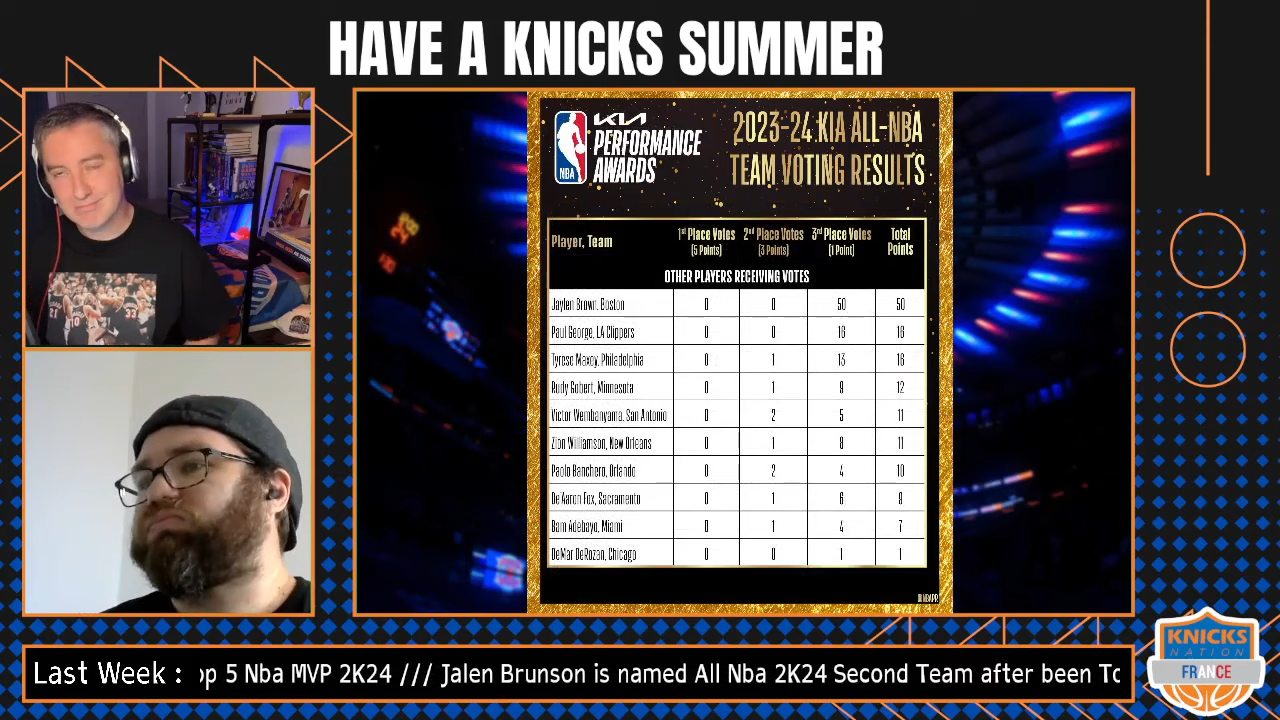 HAVE A KNICKS SUMMER
KIA
PERFORMANCE
AWARDS
NBA
2023-24 KIA ALL-NBA
TEAM VOTING RESULTS
Player, Team 1st Place Votes (5 Points) 2nd Place Votes (3 Points) 3rd Place Votes (1 Point) Total Points
OTHER PLAYERS RECEIVING VOTES
Jaylen Brown, Boston 0 0 50 50
Paul George, LA Clippers 0 0 16 16
Tyrese Maxey, Philadelphia 0 1 13 16
Rudy Gobert, Minnesota 0 1 9 12
Victor Wembanyama, San Antonio 0 2 5 11
Zion Williamson, New Orleans 0 1 8 11
Paolo Banchero, Orlando 0 2 4 10
De'Aaron Fox, Sacramento 0 1 6 9
Bam Adebayo, Miami 0 1 4 7
DeMar DeRozan, Chicago 0 0 1 1
@NBAPR
Last Week : op 5 Nba MVP 2K24 /// Jalen Brunson is named All Nba 2K24 Second Team after been To
KNICKS
NATION
FRANCE